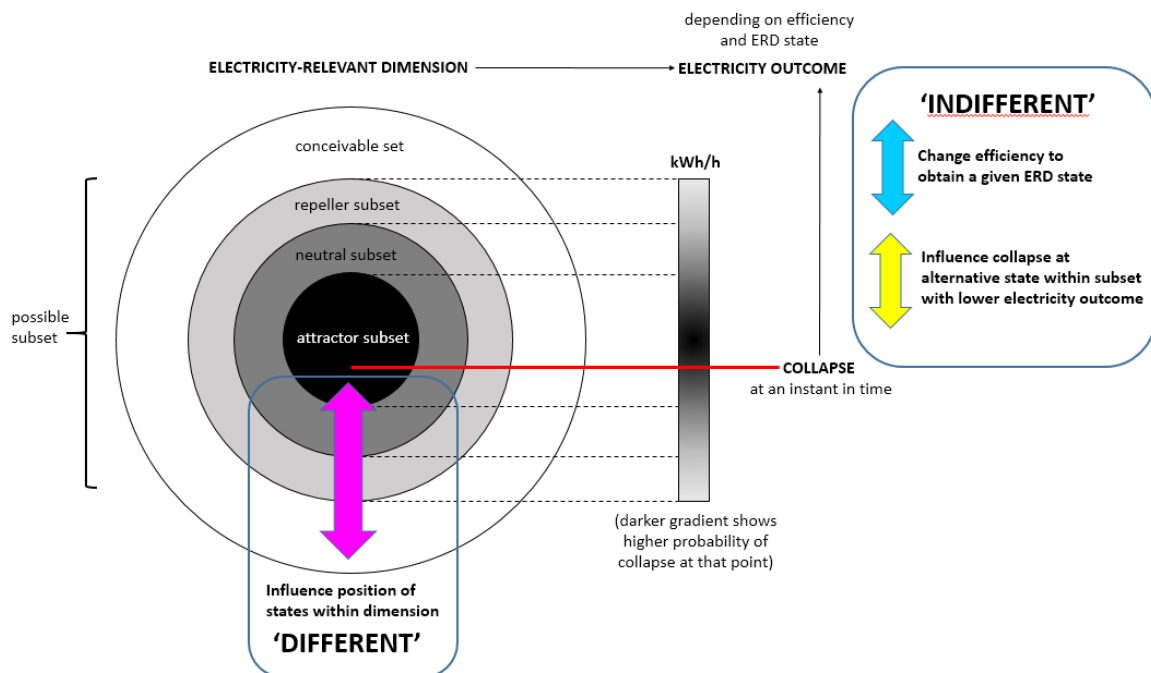 depending on efficiency
and ERD state
ELECTRICITY-RELEVANT DIMENSION
ELECTRICITY OUTCOME
‘INDIFFERENT’
Change efficiency to
obtain a given ERD state
Influence collapse at
alternative state within subset
with lower electricity outcome
conceivable set
kWh/h
repeller subset
neutral subset
possible
subset
attractor subset
COLLAPSE
at an instant in time
(darker gradient shows
higher probability of
collapse at that point)
Influence position of
states within dimension
‘DIFFERENT’